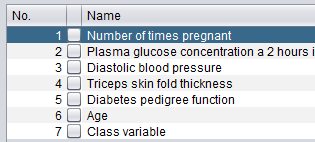 No. Name
1 Number of times pregnant
2 Plasma glucose concentration a 2 hours i
3 Diastolic blood pressure
4 Triceps skin fold thickness
5 Diabetes pedigree function
6 Age
7 Class variable